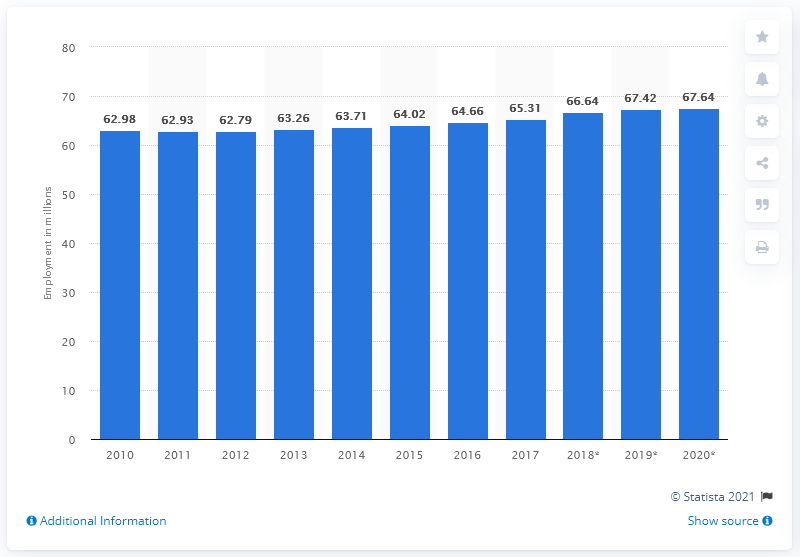 80
70
60
50
40
30
20
10
0
Employment in millions
62.98 62.93 62.79 63.26 63.71 64.02 64.66 65.31 66.64 67.42 67.64
2010 2011 2012 2013 2014 2015 2016 2017 2018* 2019* 2020*
© Statista 2021
Additional Information
Show source